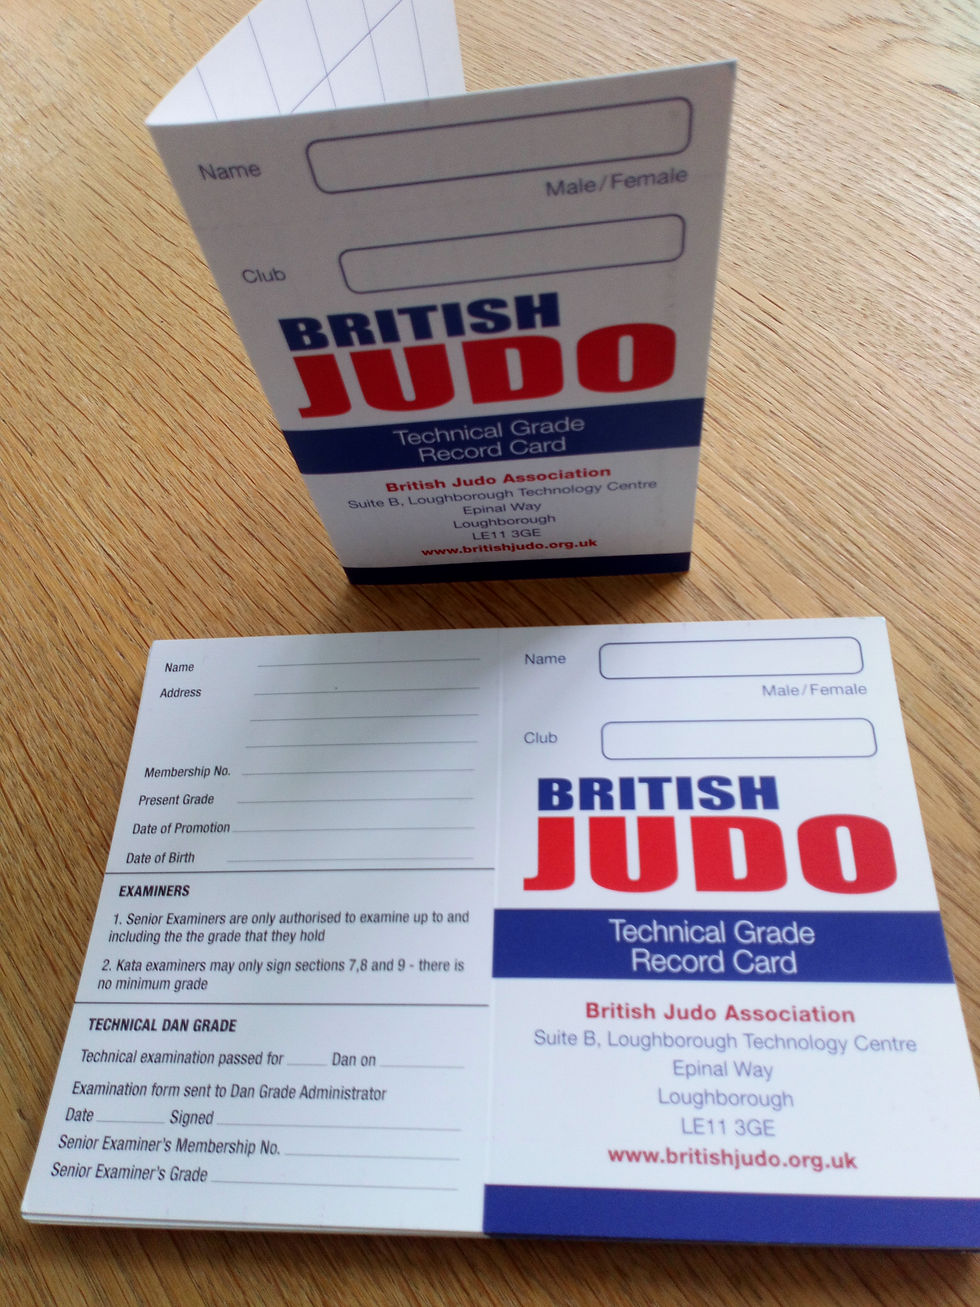 Name
Male/Female
Club
BRITISH
JUDO
Technical Grade
Record Card
British Judo Association
Suite B, Loughborough Technology Centre
Epinal Way
Loughborough
LE11 3GE
www.britishjudo.org.uk
Name
Address
Membership No.
Present Grade
Date of Promotion
Date of Birth
EXAMINERS
1. Senior Examiners are only authorised to examine up to and
including the the grade that they hold
2. Kata examiners may only sign sections 7,8 and 9 - there is
no minimum grade
TECHNICAL DAN GRADE
Technical examination passed for Dan on
Examination form sent to Dan Grade Administrator
Date Signed
Senior Examiner's Membership No.
Senior Examiner's Grade
Name
Male/Female
Club
BRITISH
JUDO
Technical Grade
Record Card
British Judo Association
Suite B, Loughborough Technology Centre
Epinal Way
Loughborough
LE11 3GE
www.britishjudo.org.uk